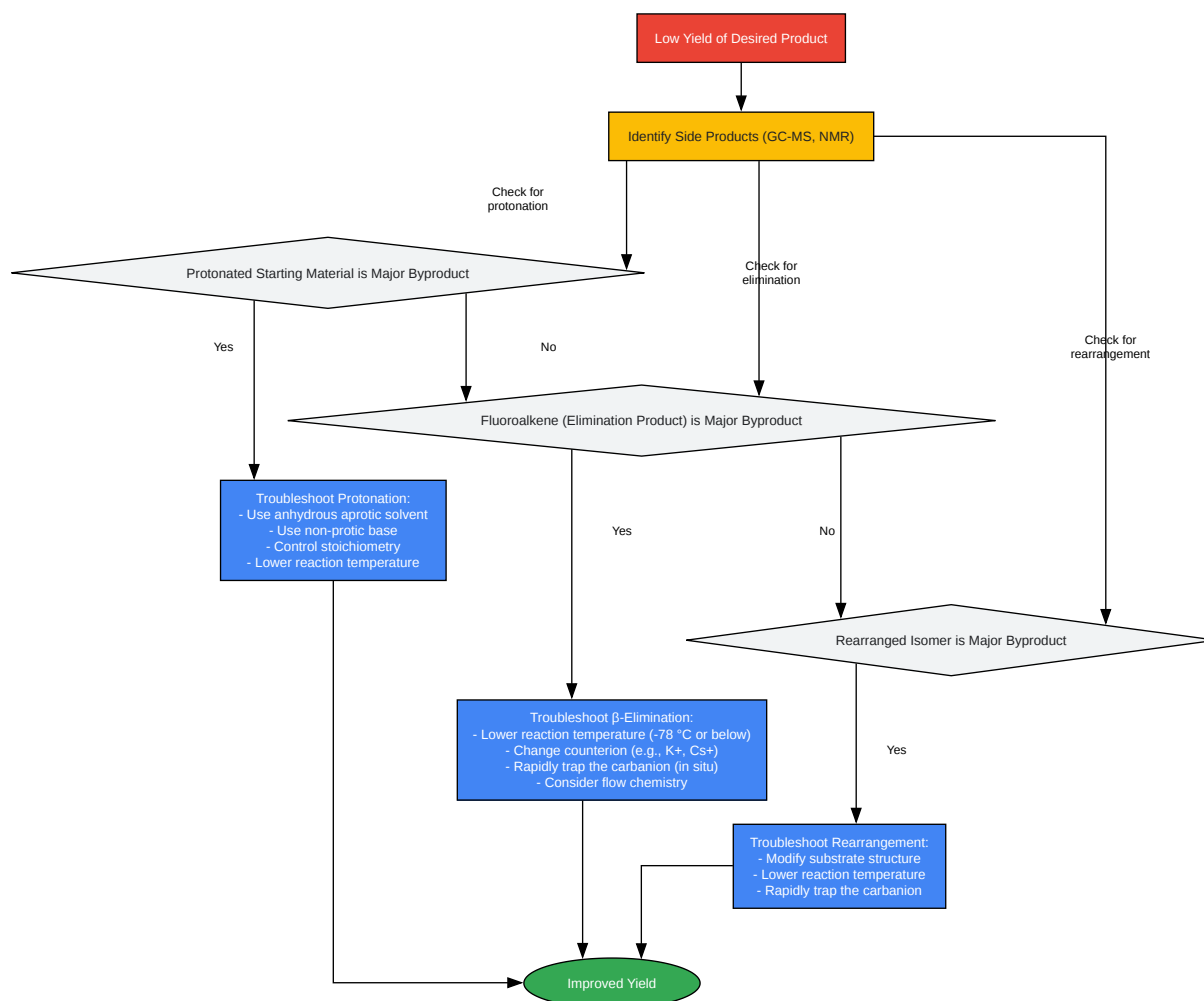 Low Yield of Desired Product
Identify Side Products (GC-MS, NMR)
Check for
protonation
Protonated Starting Material is Major Byproduct
Check for
elimination
Yes
No
Check for
rearrangement
Fluoroalkene (Elimination Product) is Major Byproduct
Troubleshoot Protonation:
- Use anhydrous aprotic solvent
- Use non-protic base
- Control stoichiometry
- Lower reaction temperature
Yes
No
Rearranged Isomer is Major Byproduct
Troubleshoot β-Elimination:
- Lower reaction temperature (-78 °C or below)
- Change counterion (e.g., K+, Cs+)
- Rapidly trap the carbanion (in situ)
- Consider flow chemistry
Yes
Troubleshoot Rearrangement:
- Modify substrate structure
- Lower reaction temperature
- Rapidly trap the carbanion
Improved Yield